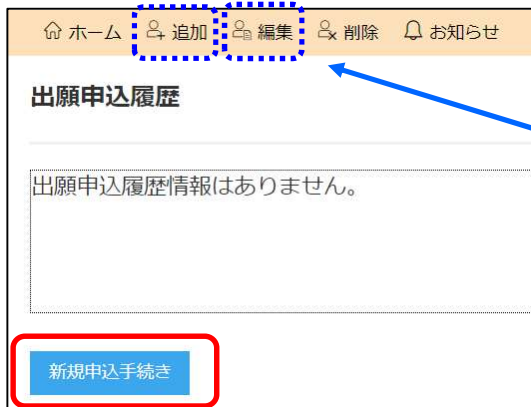 ホーム 追加 編集 削除 お知らせ
出願申込履歴
出願申込履歴情報はありません。
新規申込手続き